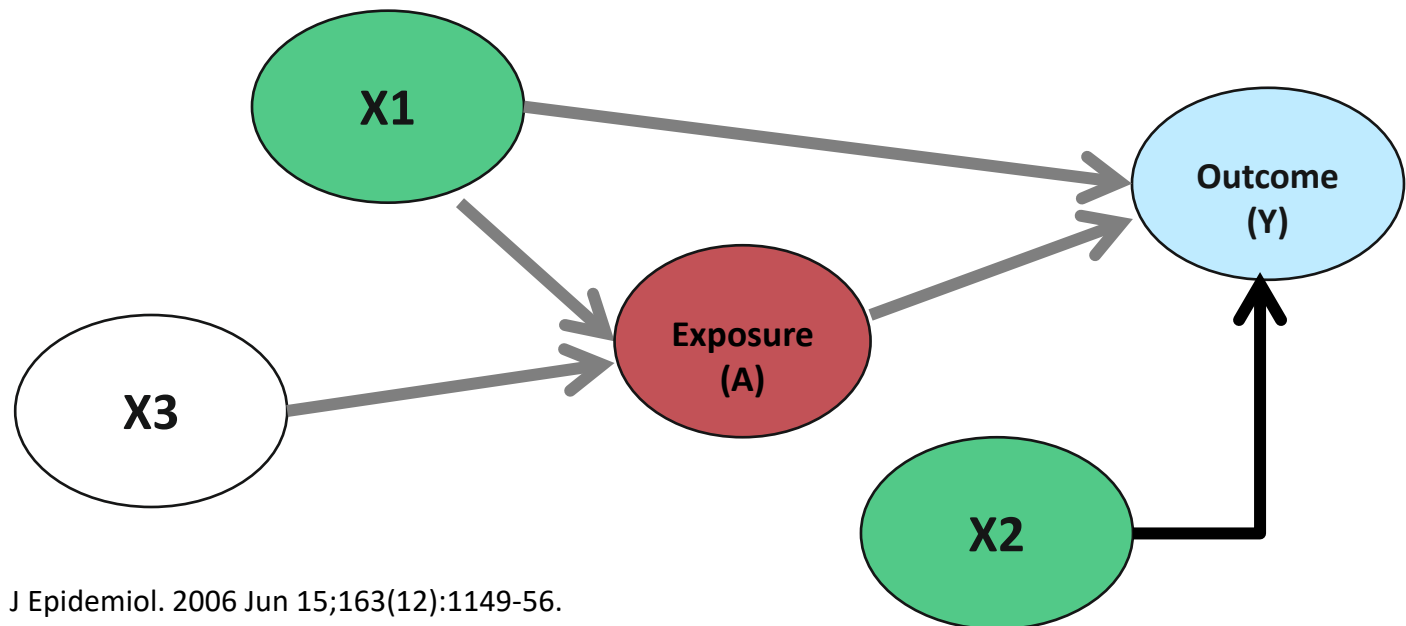 X1
Outcome
(Y)
Exposure
(A)
X3
X2
J Epidemiol. 2006 Jun 15;163(12):1149-56.